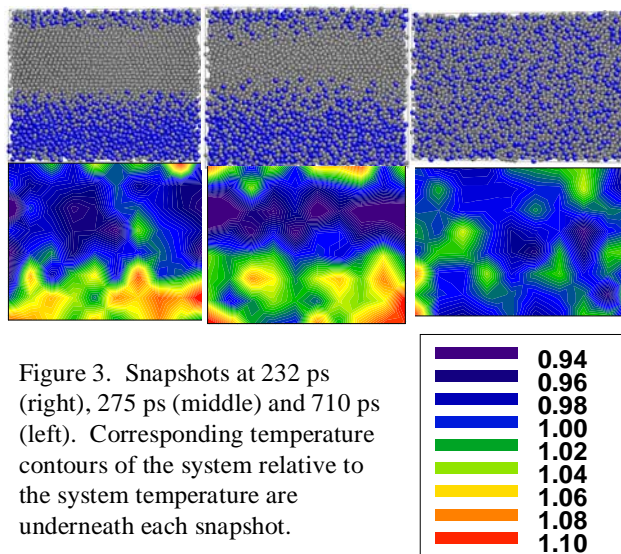 Figure 3. Snapshots at 232 ps
(right), 275 ps (middle) and 710 ps
(left). Corresponding temperature
contours of the system relative to
the system temperature are
underneath each snapshot.
0.94
0.96
0.98
1.00
1.02
1.04
1.06
1.08
1.10